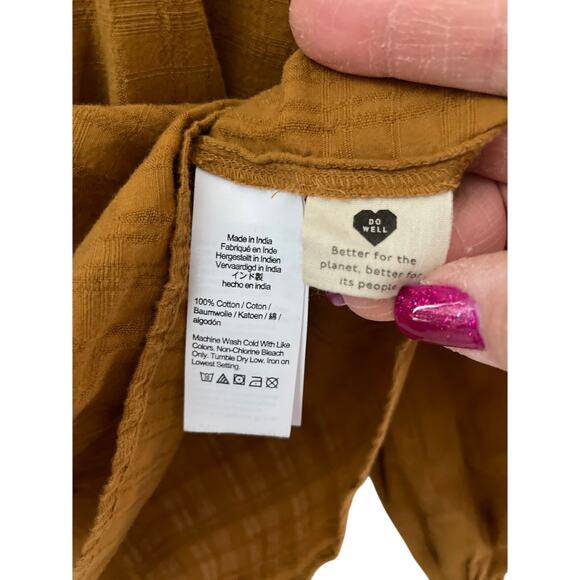 Made in India
Fabriqué en Inde
Hergestellt in Indien
Vervaardigd in India
インド製
hecho en india
100% Cotton / Coton /
Baumwolle / Katoen / 綿 /
algodón
Machine Wash Cold With Like
Colors. Non-Chlorine Bleach
Only. Tumble Dry Low. Iron on
Lowest Setting.
DO
WELL
Better for the
planet, better for
its people